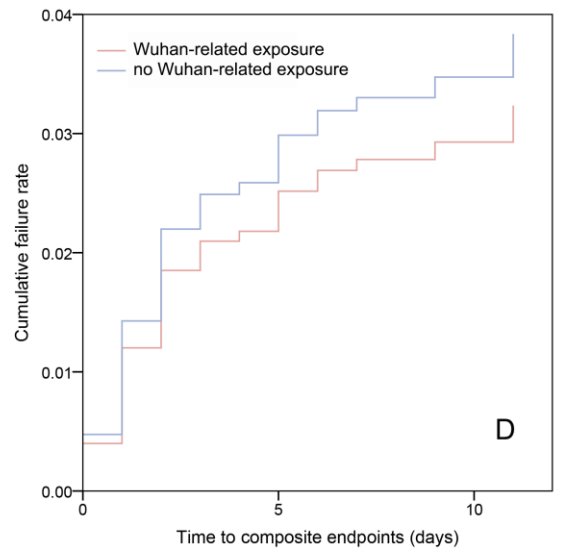 0.04
Wuhan-related exposure
no Wuhan-related exposure
0.03
Cumulative failure rate
0.02
0.01
D
0.00
0 5 10
Time to composite endpoints (days)